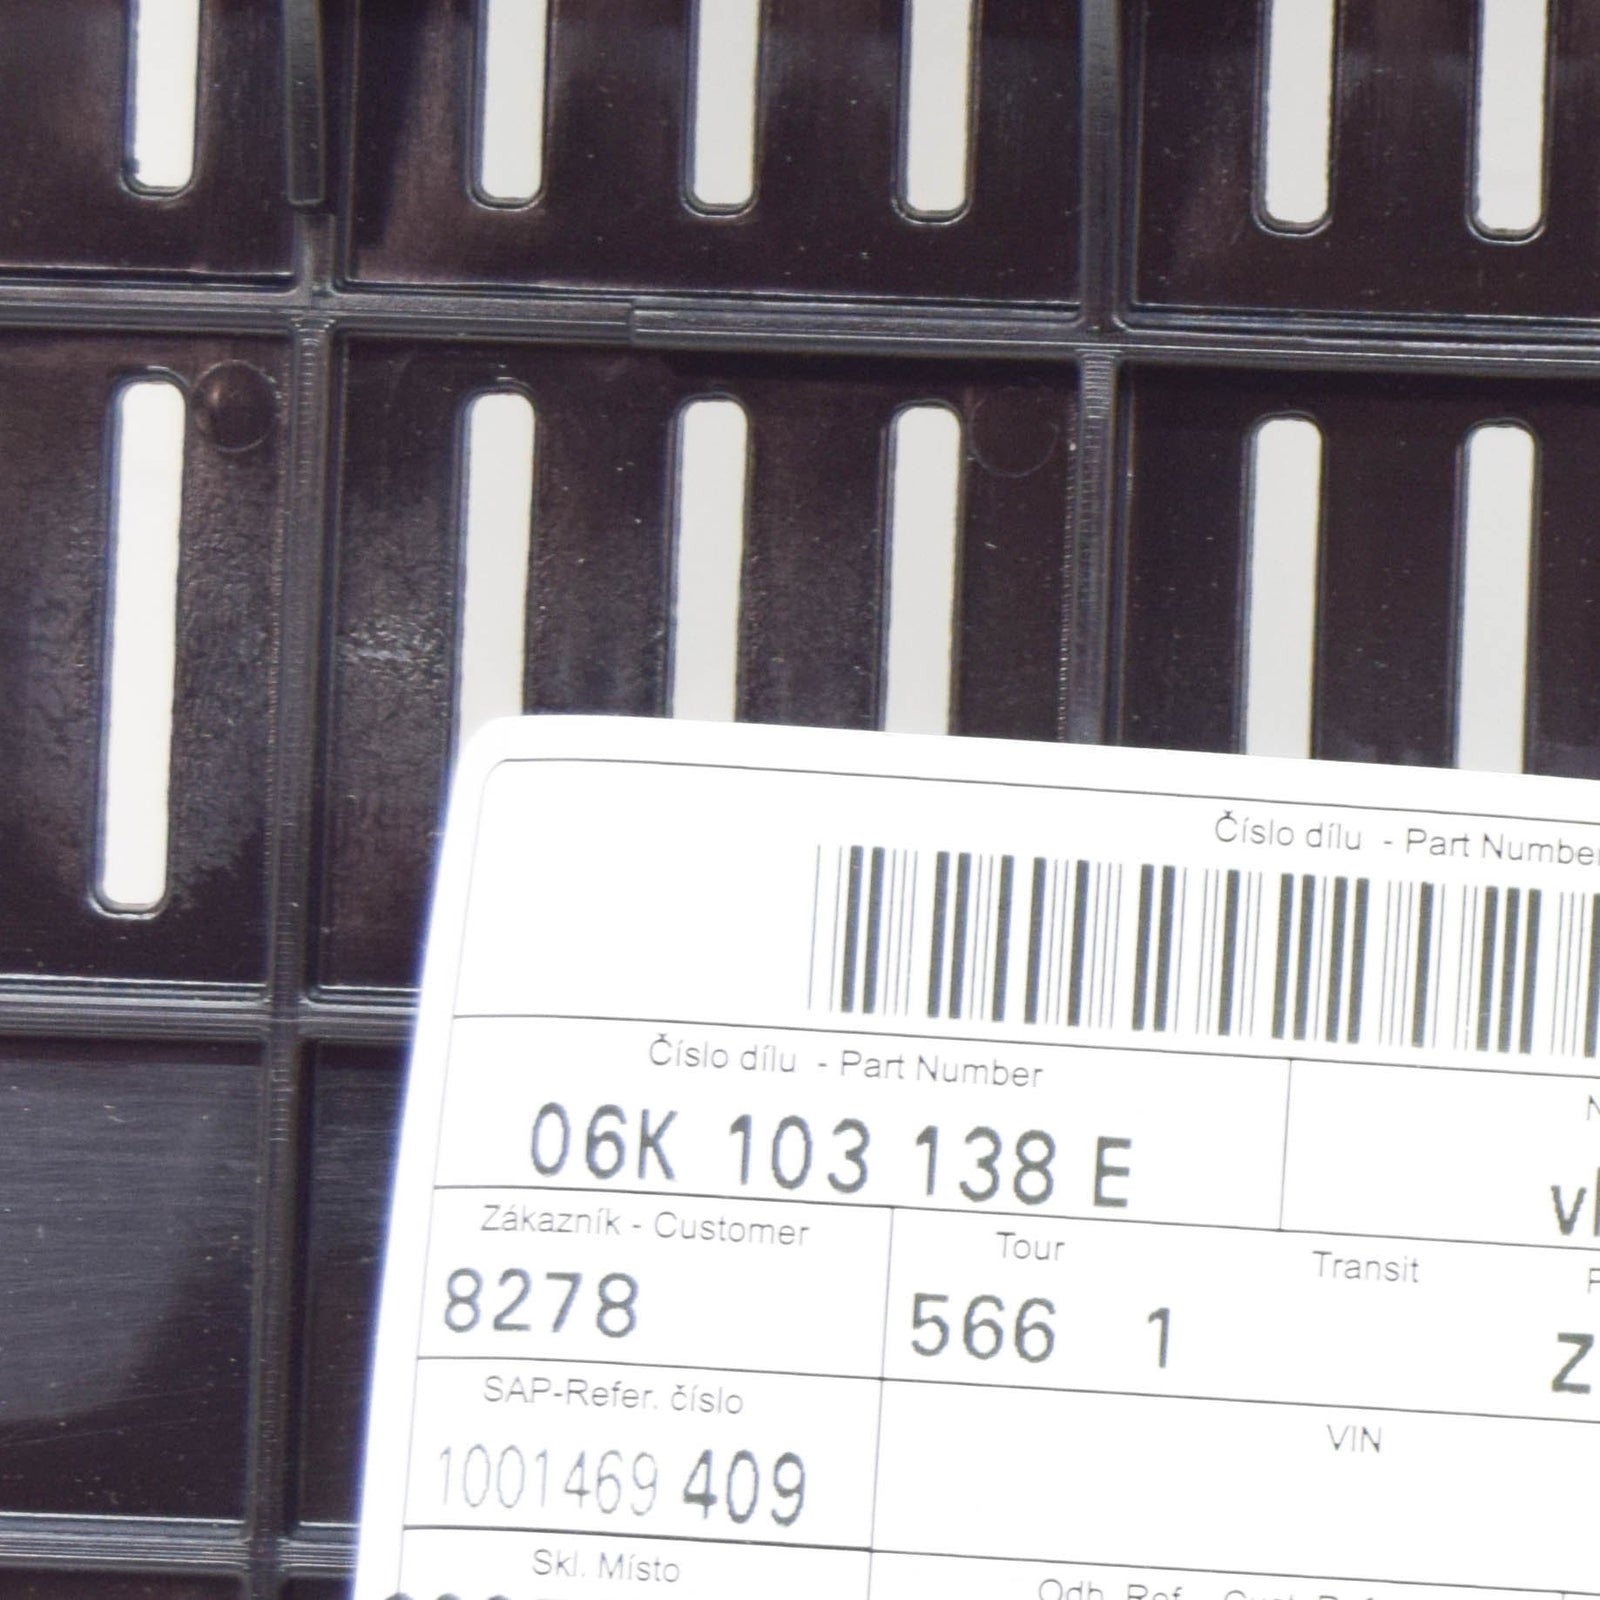 Číslo dílu - Part Number
Číslo dílu - Part Number
06K 103 138 E
Zákazník - Customer
Tour
Transit
8278
566 1
Z
SAP-Refer. číslo
VIN
1001469 409
Skl. Místo